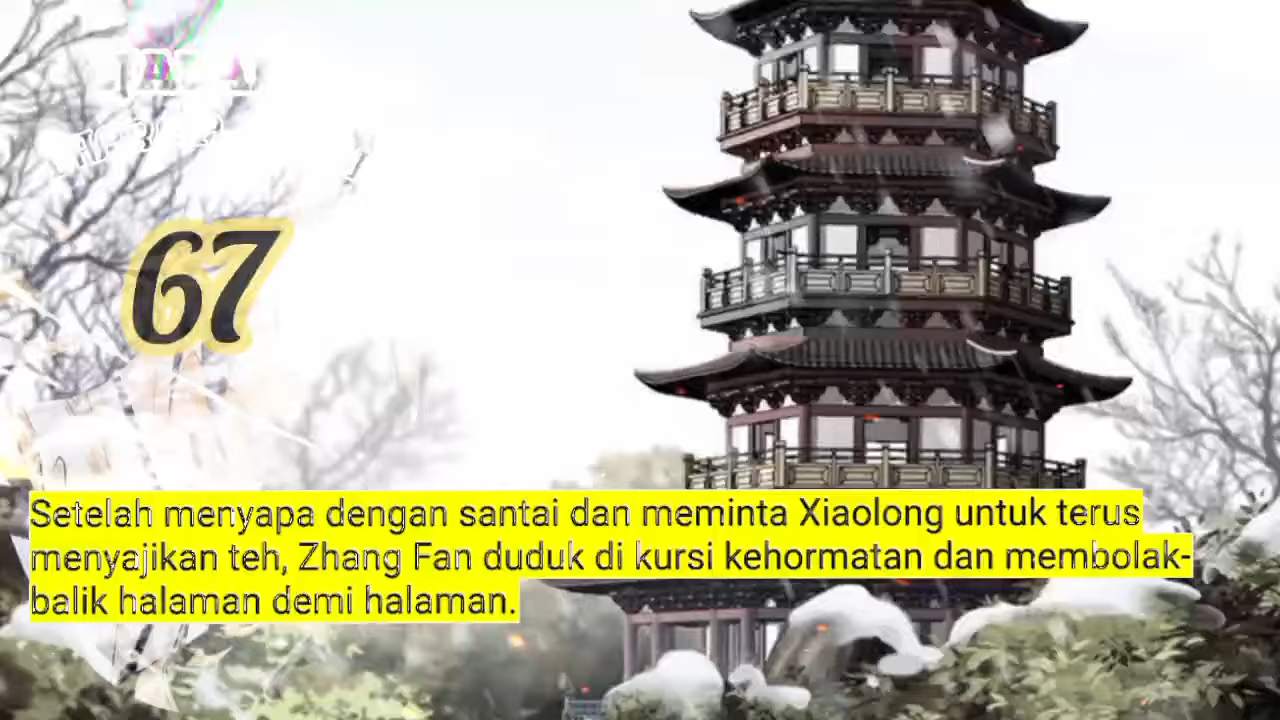 67
Setelah menyapa dengan santai dan meminta Xiaolong untuk terus
menyajikan teh, Zhang Fan duduk di kursi kehormatan dan membolak-
balik halaman demi halaman.